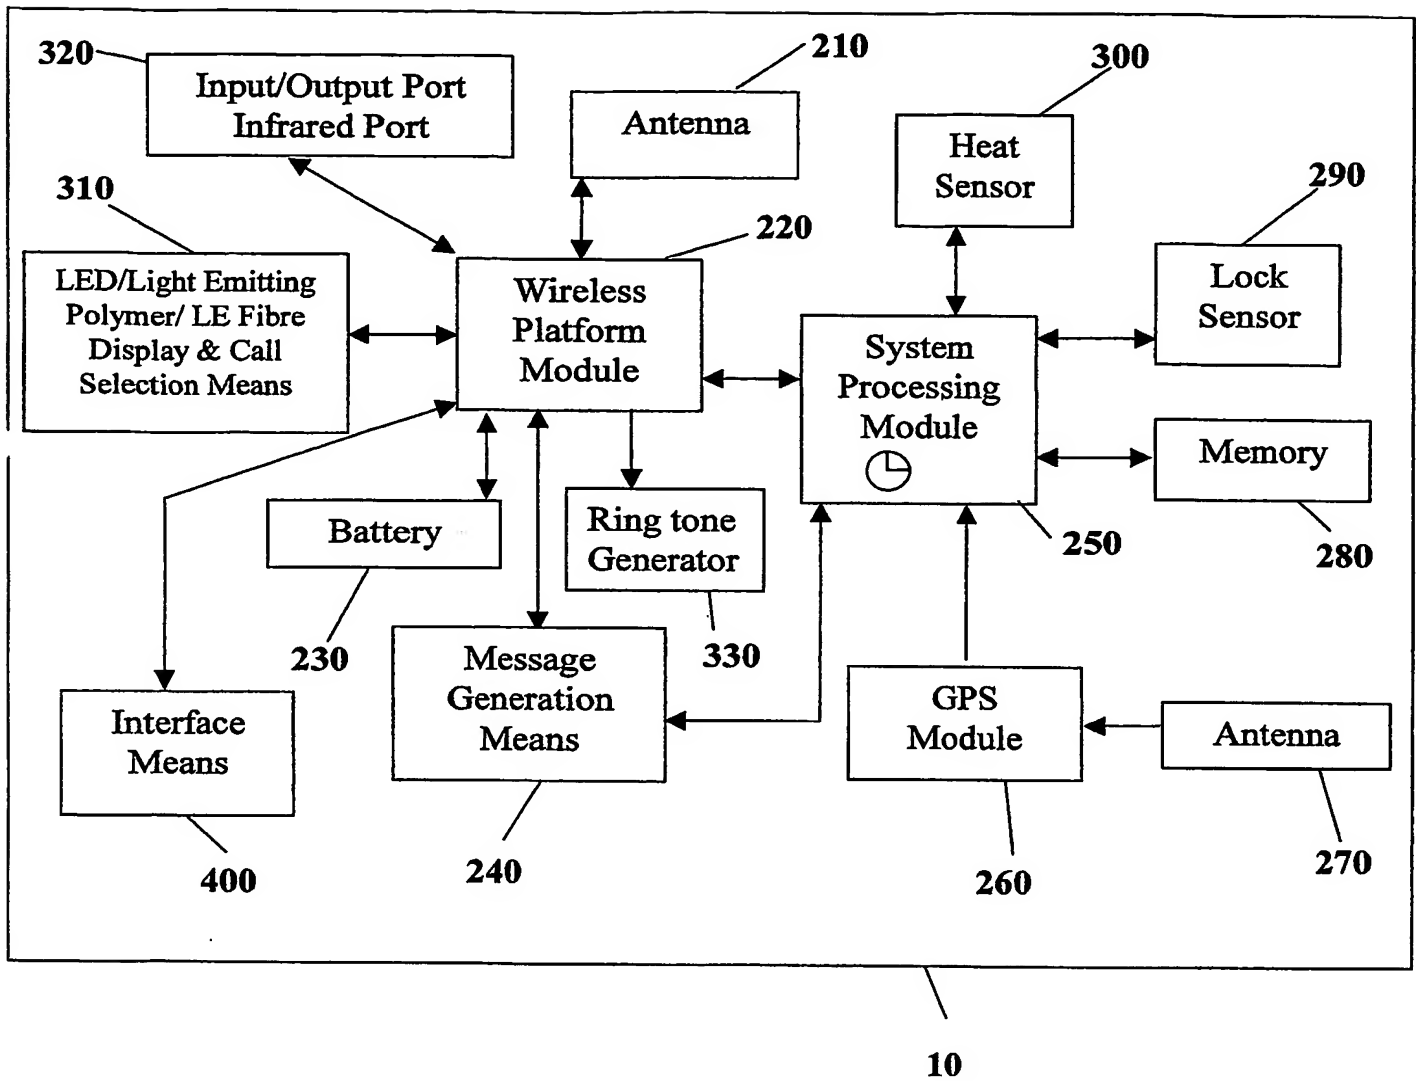 320
Input/Output Port
Infrared Port
210
Antenna
300
Heat
Sensor
290
Lock
Sensor
310
LED/Light Emitting
Polymer/ LE Fibre
Display & Call
Selection Means
220
Wireless
Platform
Module
System
Processing
Module
250
Memory
280
Battery
230
Ring tone
Generator
330
Message
Generation
Means
240
Interface
Means
400
GPS
Module
260
Antenna
270
10